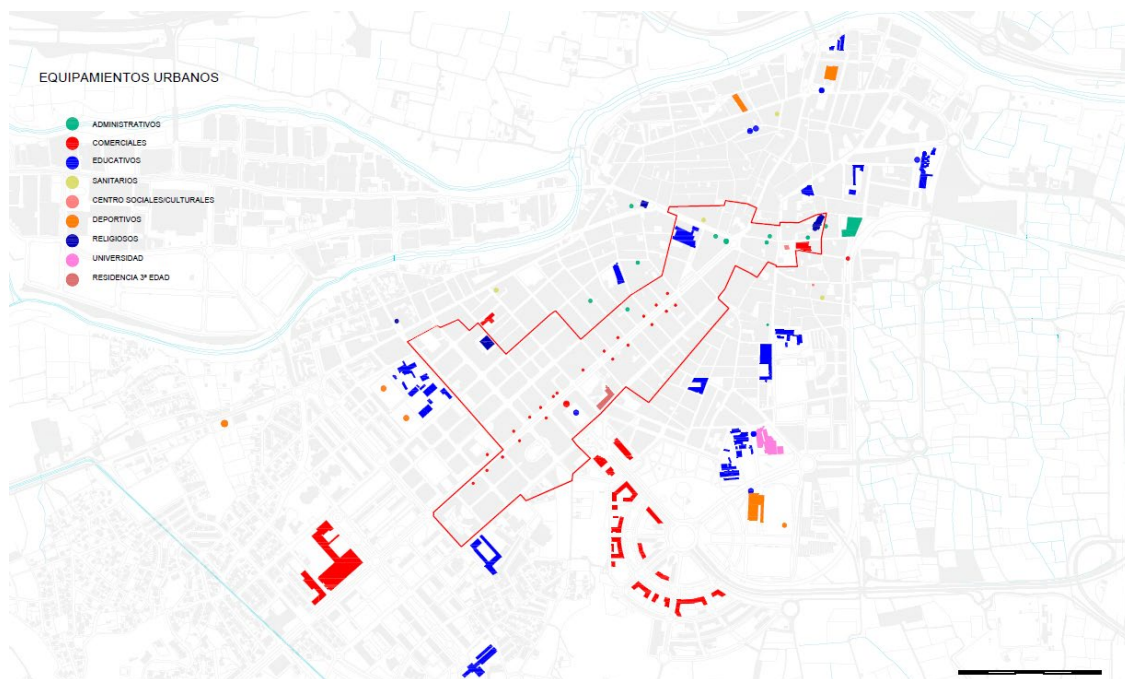 EQUIPAMIENTOS URBANOS
ADMINISTRATIVOS
COMERCIALES
EDUCATIVOS
SANITARIOS
CENTRO SOCIALES/CULTURALES
DEPORTIVOS
RELIGIOSOS
UNIVERSIDAD
RESIDENCIA 3ª EDAD